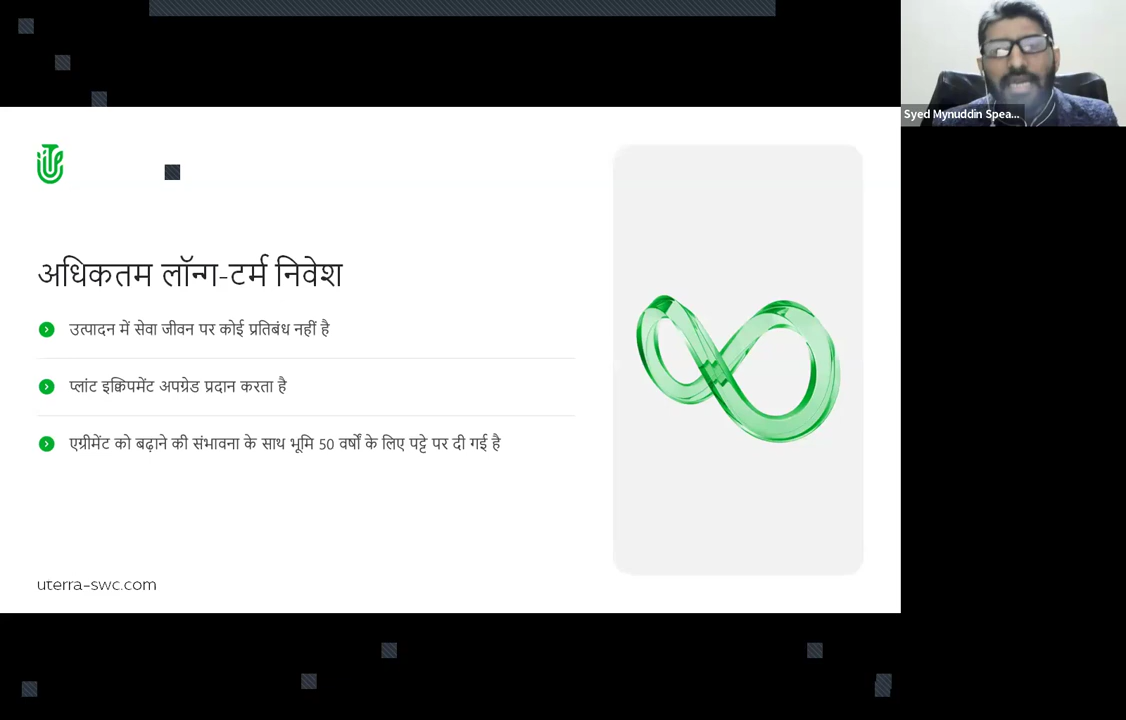 Syed Mynuddin Spea...
अधिकतम लॉन्ग-टर्म निवेश
उत्पादन में सेवा जीवन पर कोई प्रतिबंध नहीं है
प्लांट इक्विपमेंट अपग्रेड प्रदान करता है
एग्रीमेंट को बढ़ाने की संभावना के साथ भूमि 50 वर्षों के लिए पट्टे पर दी गई है
uterra-swc.com